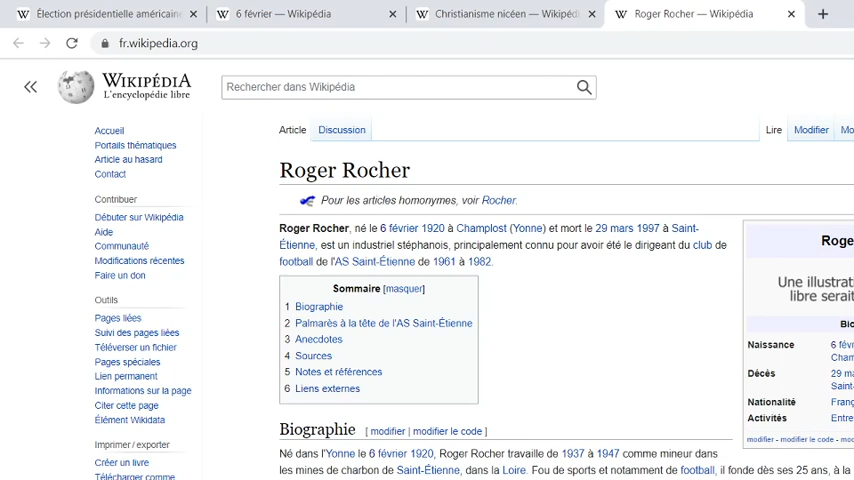 Élection présidentielle américaine
6 février — Wikipédia
Christianisme nicéen — Wikipédi
Roger Rocher — Wikipédia
fr.wikipedia.org
WIKIPÉDIA
L'encyclopédie libre
Rechercher dans Wikipédia
Accueil
Portails thématiques
Article au hasard
Contact
Contribuer
Débuter sur Wikipédia
Aide
Communauté
Modifications récentes
Faire un don
Outils
Pages liées
Suivi des pages liées
Téléverser un fichier
Pages spéciales
Lien permanent
Informations sur la page
Citer cette page
Élément Wikidata
Imprimer / exporter
Créer un livre
Télécharger comme
Article Discussion Lire Modifier Mo
Roger Rocher
Pour les articles homonymes, voir Rocher.
Roger Rocher, né le 6 février 1920 à Champlost (Yonne) et mort le 29 mars 1997 à Saint-
Étienne, est un industriel stéphanois, principalement connu pour avoir été le dirigeant du club de
football de l'AS Saint-Étienne de 1961 à 1982.
Sommaire [masquer]
1 Biographie
2 Palmarès à la tête de l'AS Saint-Étienne
3 Anecdotes
4 Sources
5 Notes et références
6 Liens externes
Biographie [ modifier | modifier le code ]
Né dans l'Yonne le 6 février 1920, Roger Rocher travaille de 1937 à 1947 comme mineur dans
les mines de charbon de Saint-Étienne, dans la Loire. Fou de sports et notamment de football, il fonde dès ses 25 ans, à la
Roge
Une illustrati
libre serait
Bio
Naissance 6 févr
Cham
Décès 29 ma
Saint-
Nationalité Franç
Activités Entre
modifier - modifier le code - mod